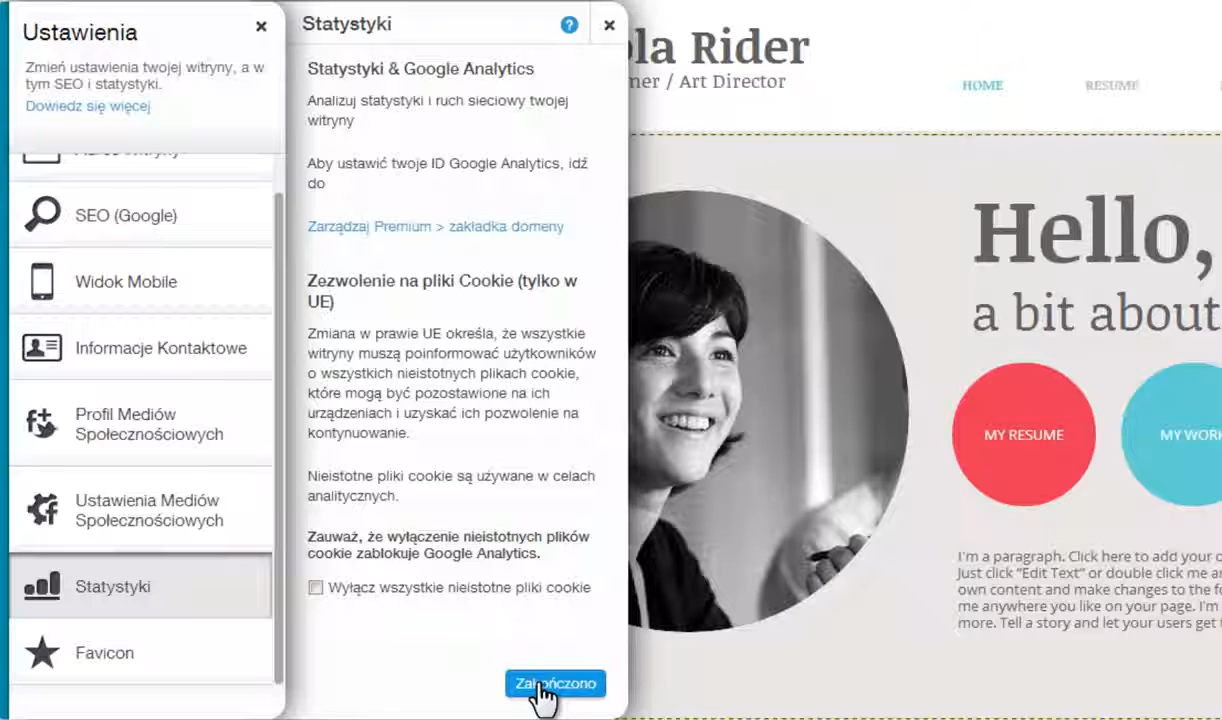 Ustawienia
Zmień ustawienia twojej witryny, a w
tym SEO i statystyki.
Dowiedz się więcej
SEO (Google)
Widok Mobile
Informacje Kontaktowe
Profil Mediów
Społecznościowych
Ustawienia Mediów
Społecznościowych
Statystyki
Favicon
Statystyki
?
Statystyki & Google Analytics
Analizuj statystyki i ruch sieciowy twojej
witryny
Aby ustawić twoje ID Google Analytics, idź
do
Zarządzaj Premium > zakładka domeny
Zezwolenie na pliki Cookie (tylko w
UE)
Zmiana w prawie UE określa, że wszystkie
witryny muszą poinformować użytkowników
o wszystkich nieistotnych plikach cookie,
które mogą być pozostawione na ich
urządzeniach i uzyskać ich pozwolenie na
kontynuowanie.
Nieistotne pliki cookie są używane w celach
analitycznych.
Zauważ, że wyłączenie nieistotnych plików
cookie zablokuje Google Analytics.
Wyłącz wszystkie nieistotne pliki cookie
Zakończono
la Rider
ner / Art Director
HOME
RESUME
Hello,
a bit about
MY RESUME
MY WORK
I'm a paragraph. Click here to add your o
Just click "Edit Text" or double click me a
own content and make changes to the fo
me anywhere you like on your page. I'm
more. Tell a story and let your users get